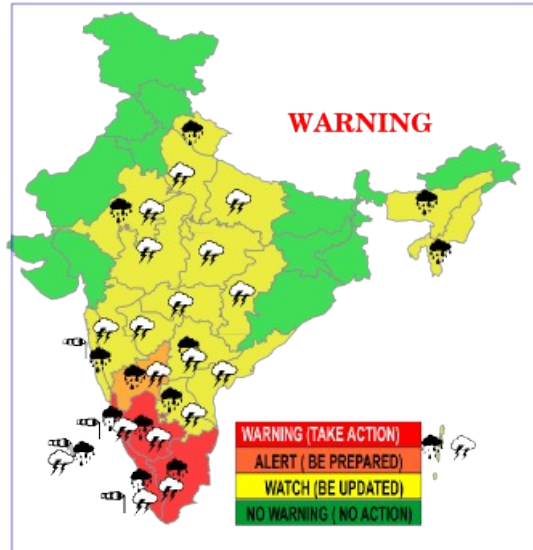 WARNING
WARNING (TAKE ACTION)
ALERT ( BE PREPARED)
WATCH (BE UPDATED)
NO WARNING ( NO ACTION)